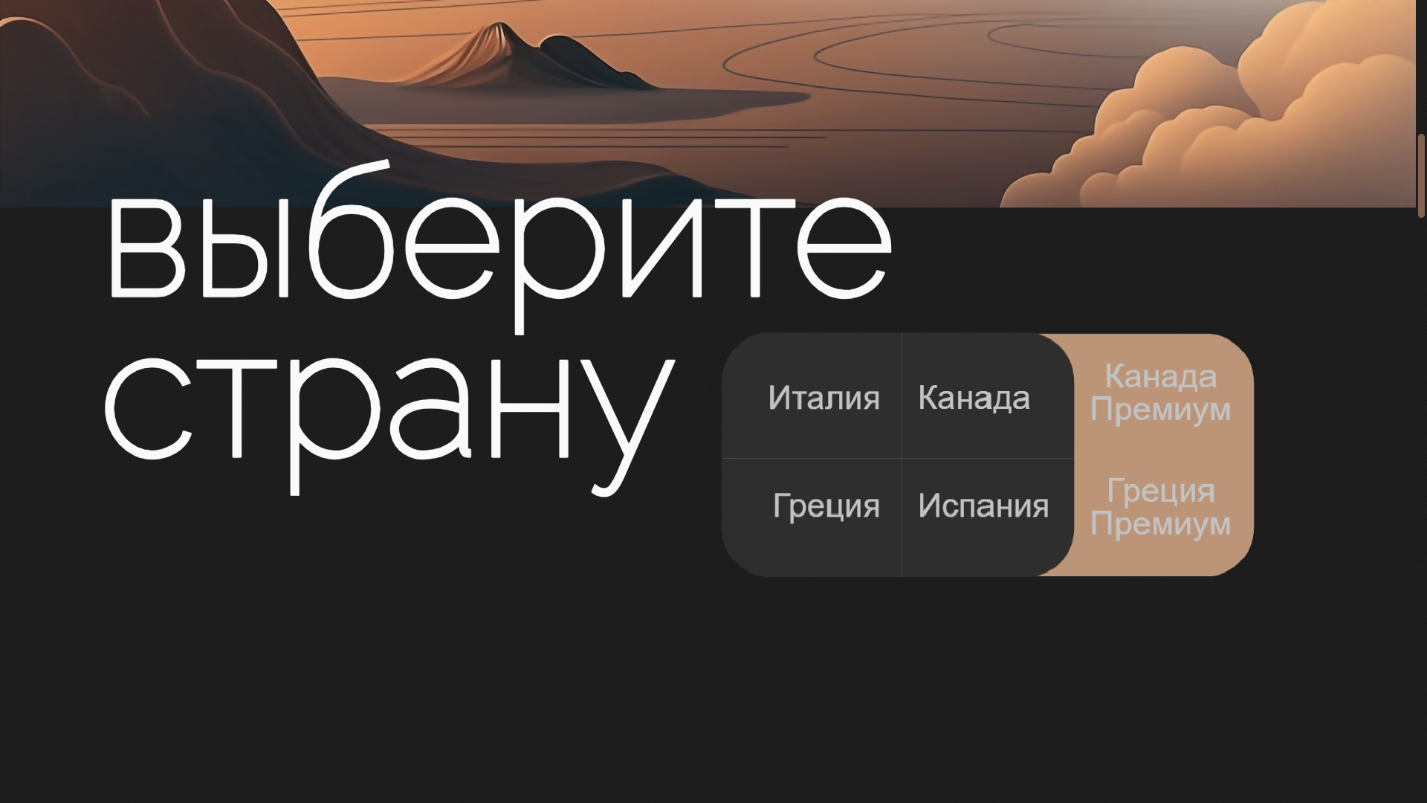 выберите
страну
Италия
Канада
Канада
Премиум
Греция
Испания
Греция
Премиум